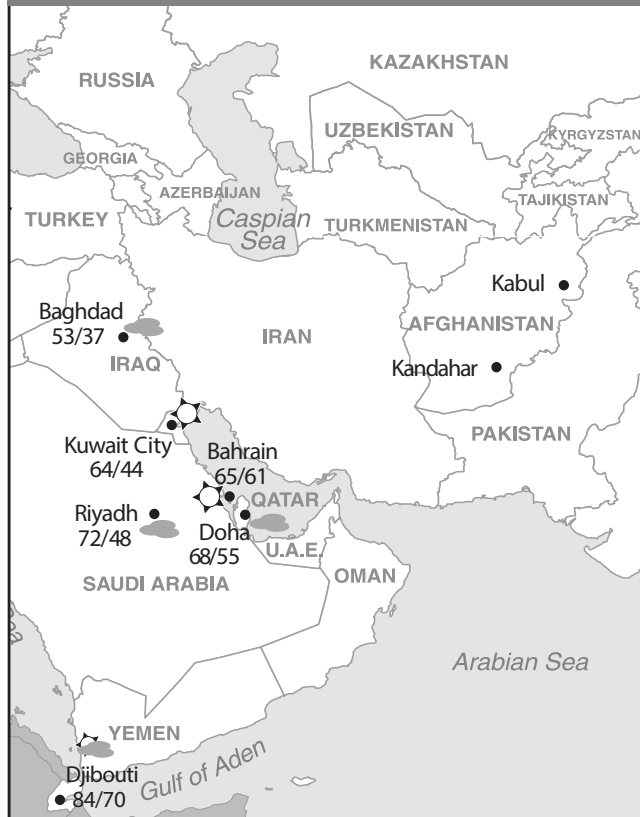 KAZAKHSTAN
RUSSIA
UZBEKISTAN
KYRGYZSTAN
GEORGIA
AZERBAIJAN
TAJIKISTAN
TURKEY
Caspian
Sea
TURKMENISTAN
Kabul
Baghdad
53/37
IRAQ
IRAN
AFGHANISTAN
Kandahar
PAKISTAN
Kuwait City
64/44
Bahrain
65/61
QATAR
Riyadh
72/48
Doha
68/55
U.A.E.
SAUDI ARABIA
OMAN
Arabian Sea
YEMEN
Gulf of Aden
Djibouti
84/70